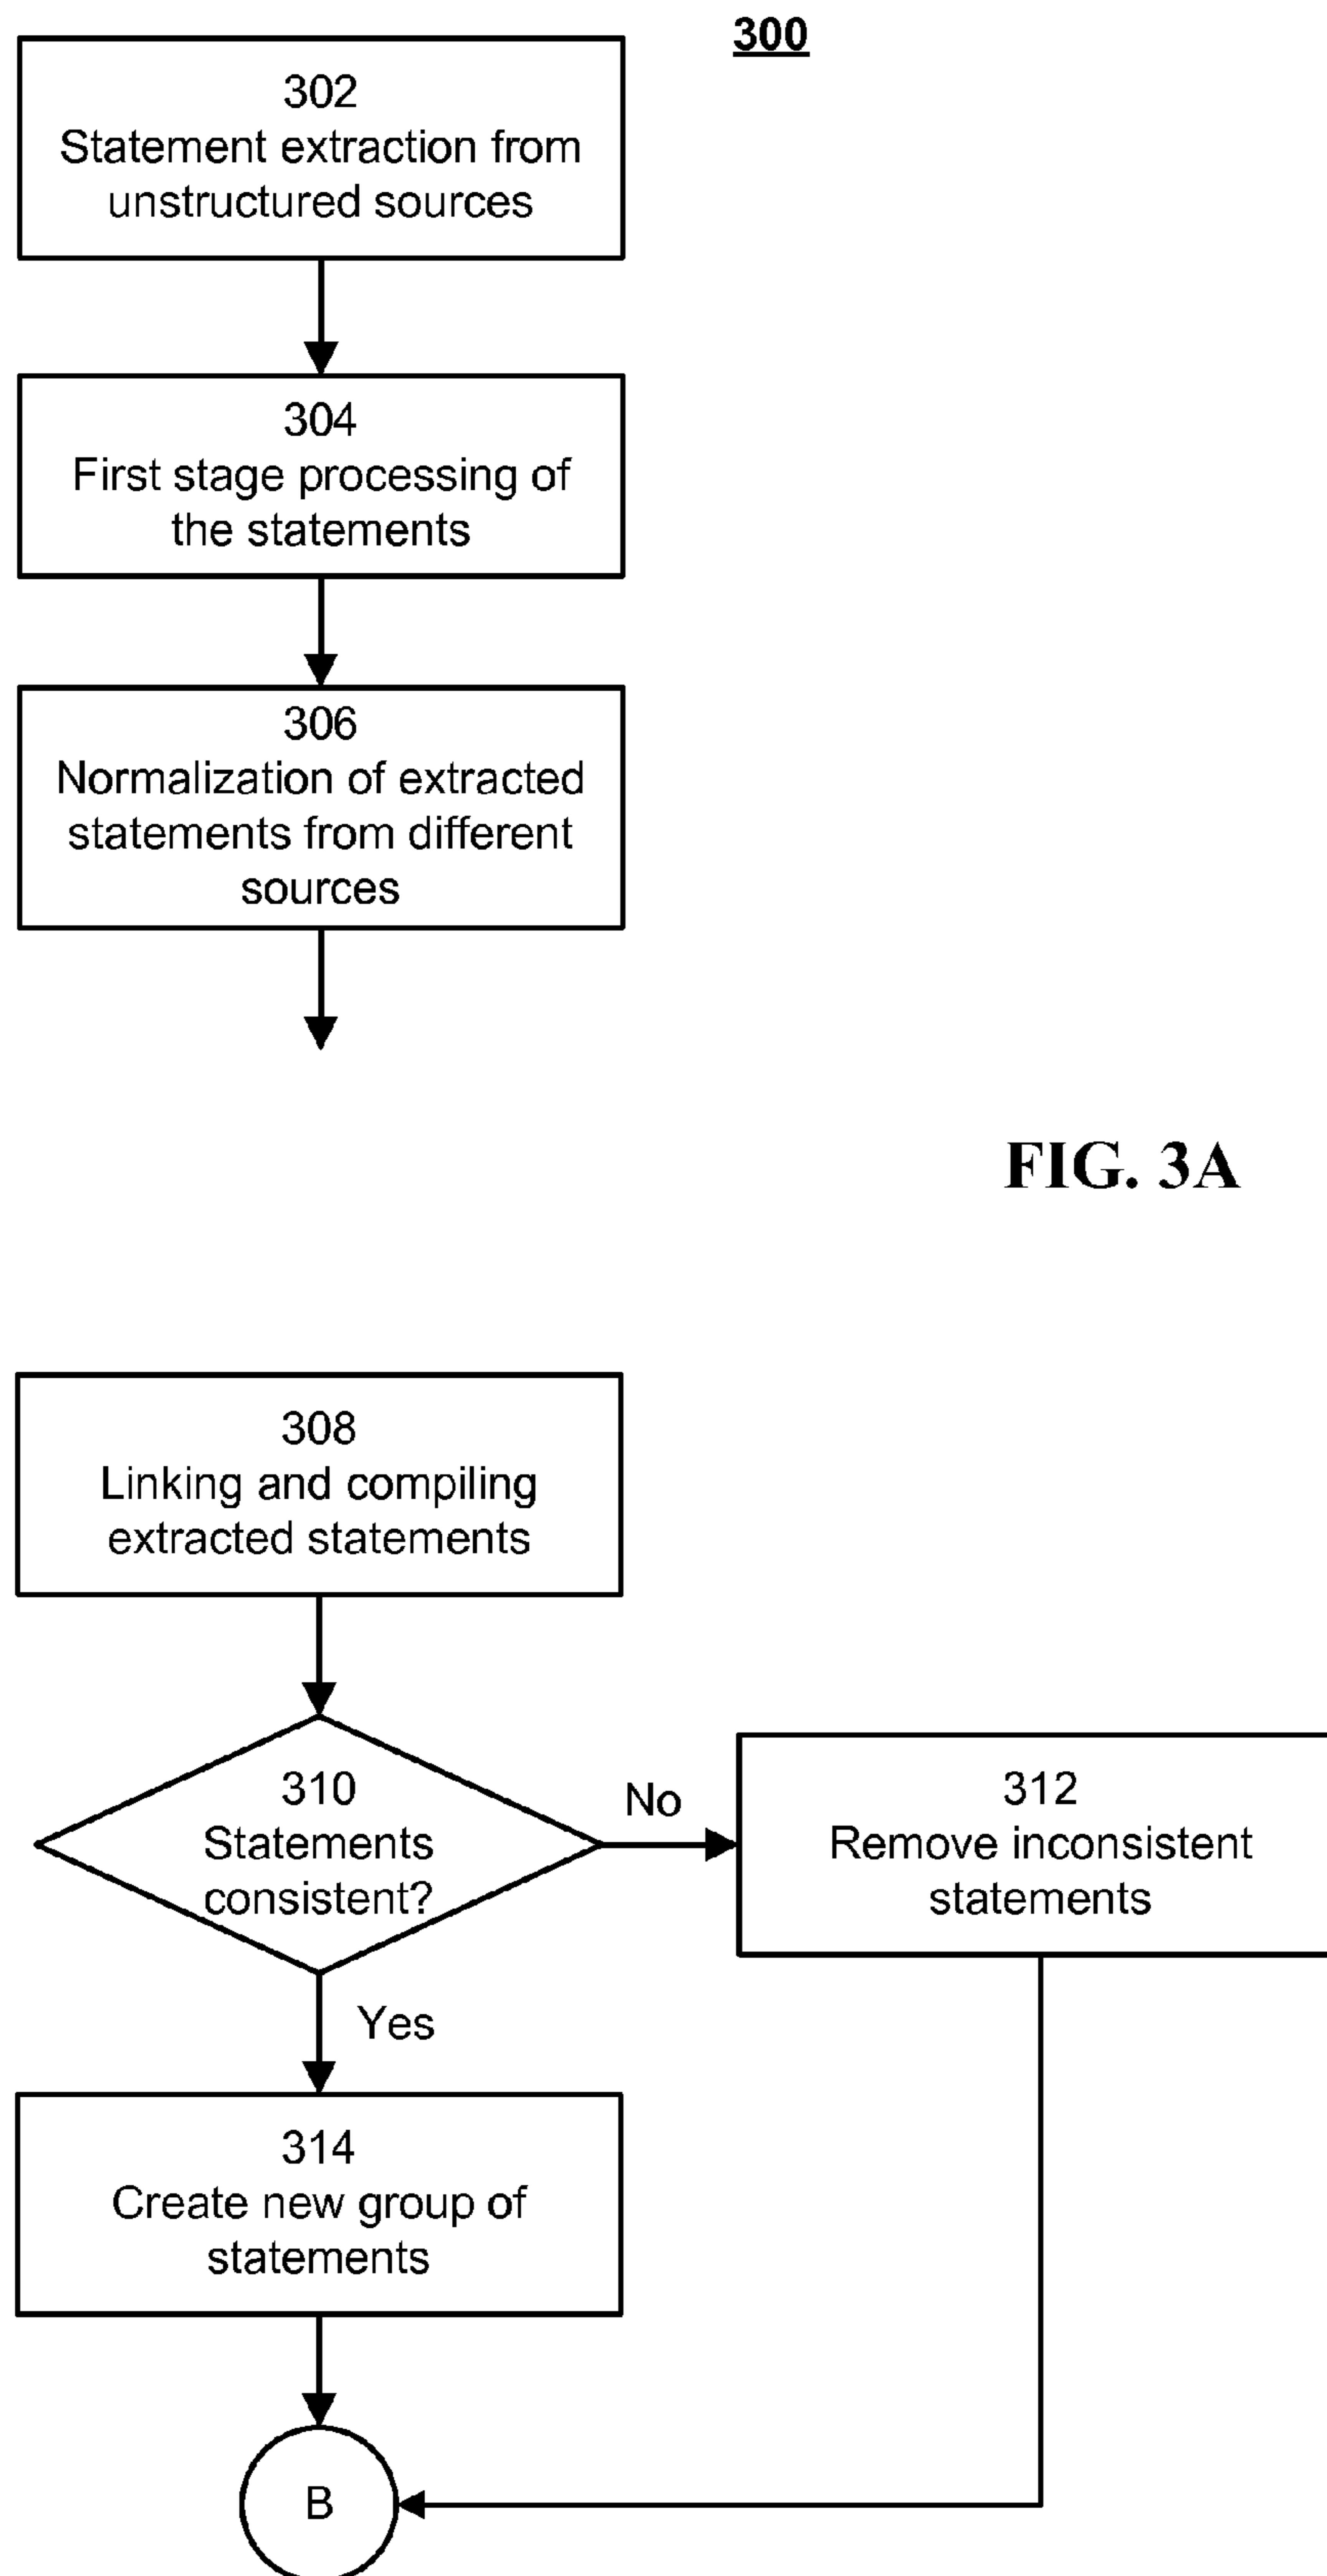 300
302
Statement extraction from
unstructured sources
304
First stage processing of
the statements
306
Normalization of extracted
statements from different
sources
FIG. 3A
308
Linking and compiling
extracted statements
310
Statements
consistent?
No
312
Remove inconsistent
statements
Yes
314
Create new group of
statements
B